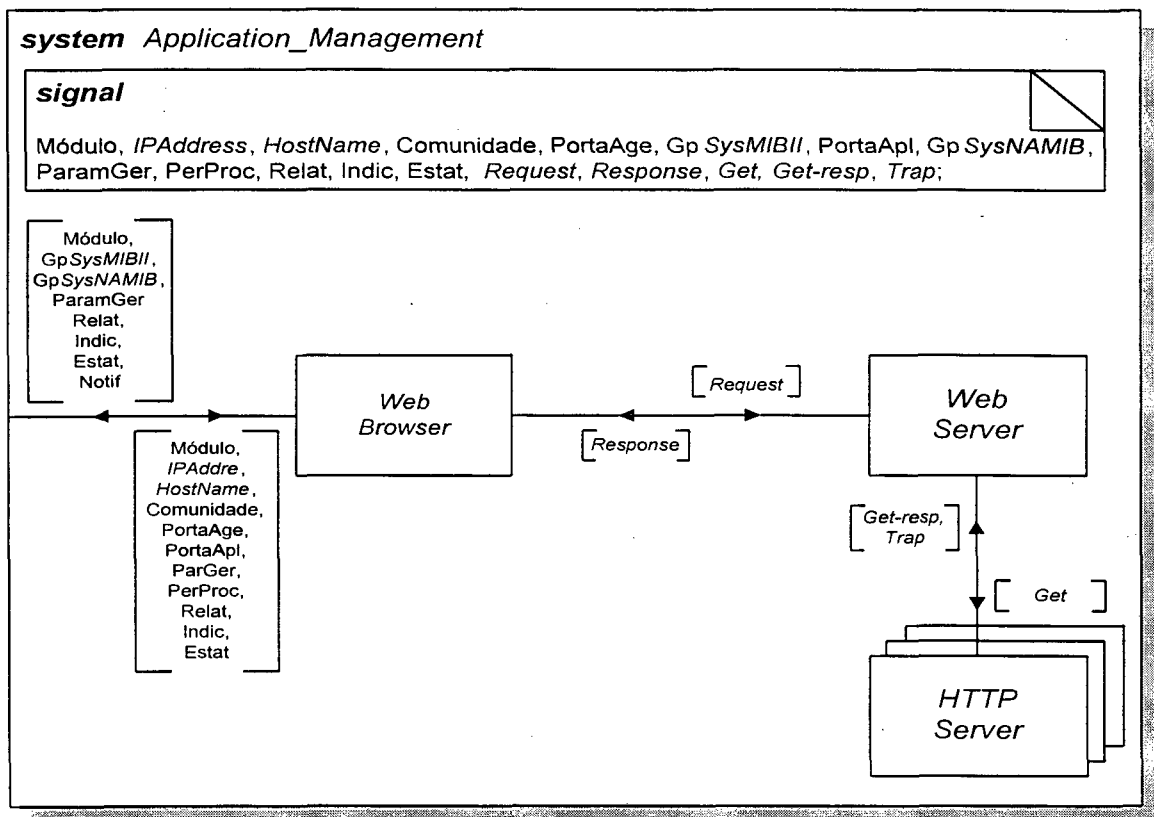 system Application_Management
signal
Módulo, IPAddress, HostName, Comunidade, PortaAge, Gp SysMIBII, PortaApl, Gp SysNAMIB,
ParamGer, PerProc, Relat, Indic, Estat, Request, Response, Get, Get-resp, Trap;
Módulo,
GpSysMIBII,
GpSysNAMIB,
ParamGer
Relat,
Indic,
Estat,
Notif
Web
Browser
Request
Response
Web
Server
Módulo,
IPAddre,
HostName,
Comunidade,
PortaAge,
PortaApl,
ParGer,
PerProc,
Relat,
Indic,
Estat
Get-resp,
Trap
Get
HTTP
Server